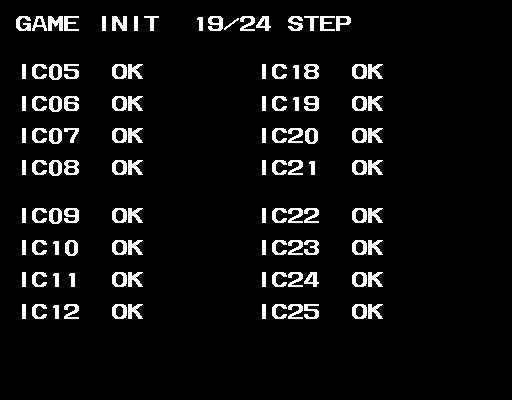 GAME INIT 19/24 STEP
IC05 OK IC18 OK
IC06 OK IC19 OK
IC07 OK IC20 OK
IC08 OK IC21 OK
IC09 OK IC22 OK
IC10 OK IC23 OK
IC11 OK IC24 OK
IC12 OK IC25 OK